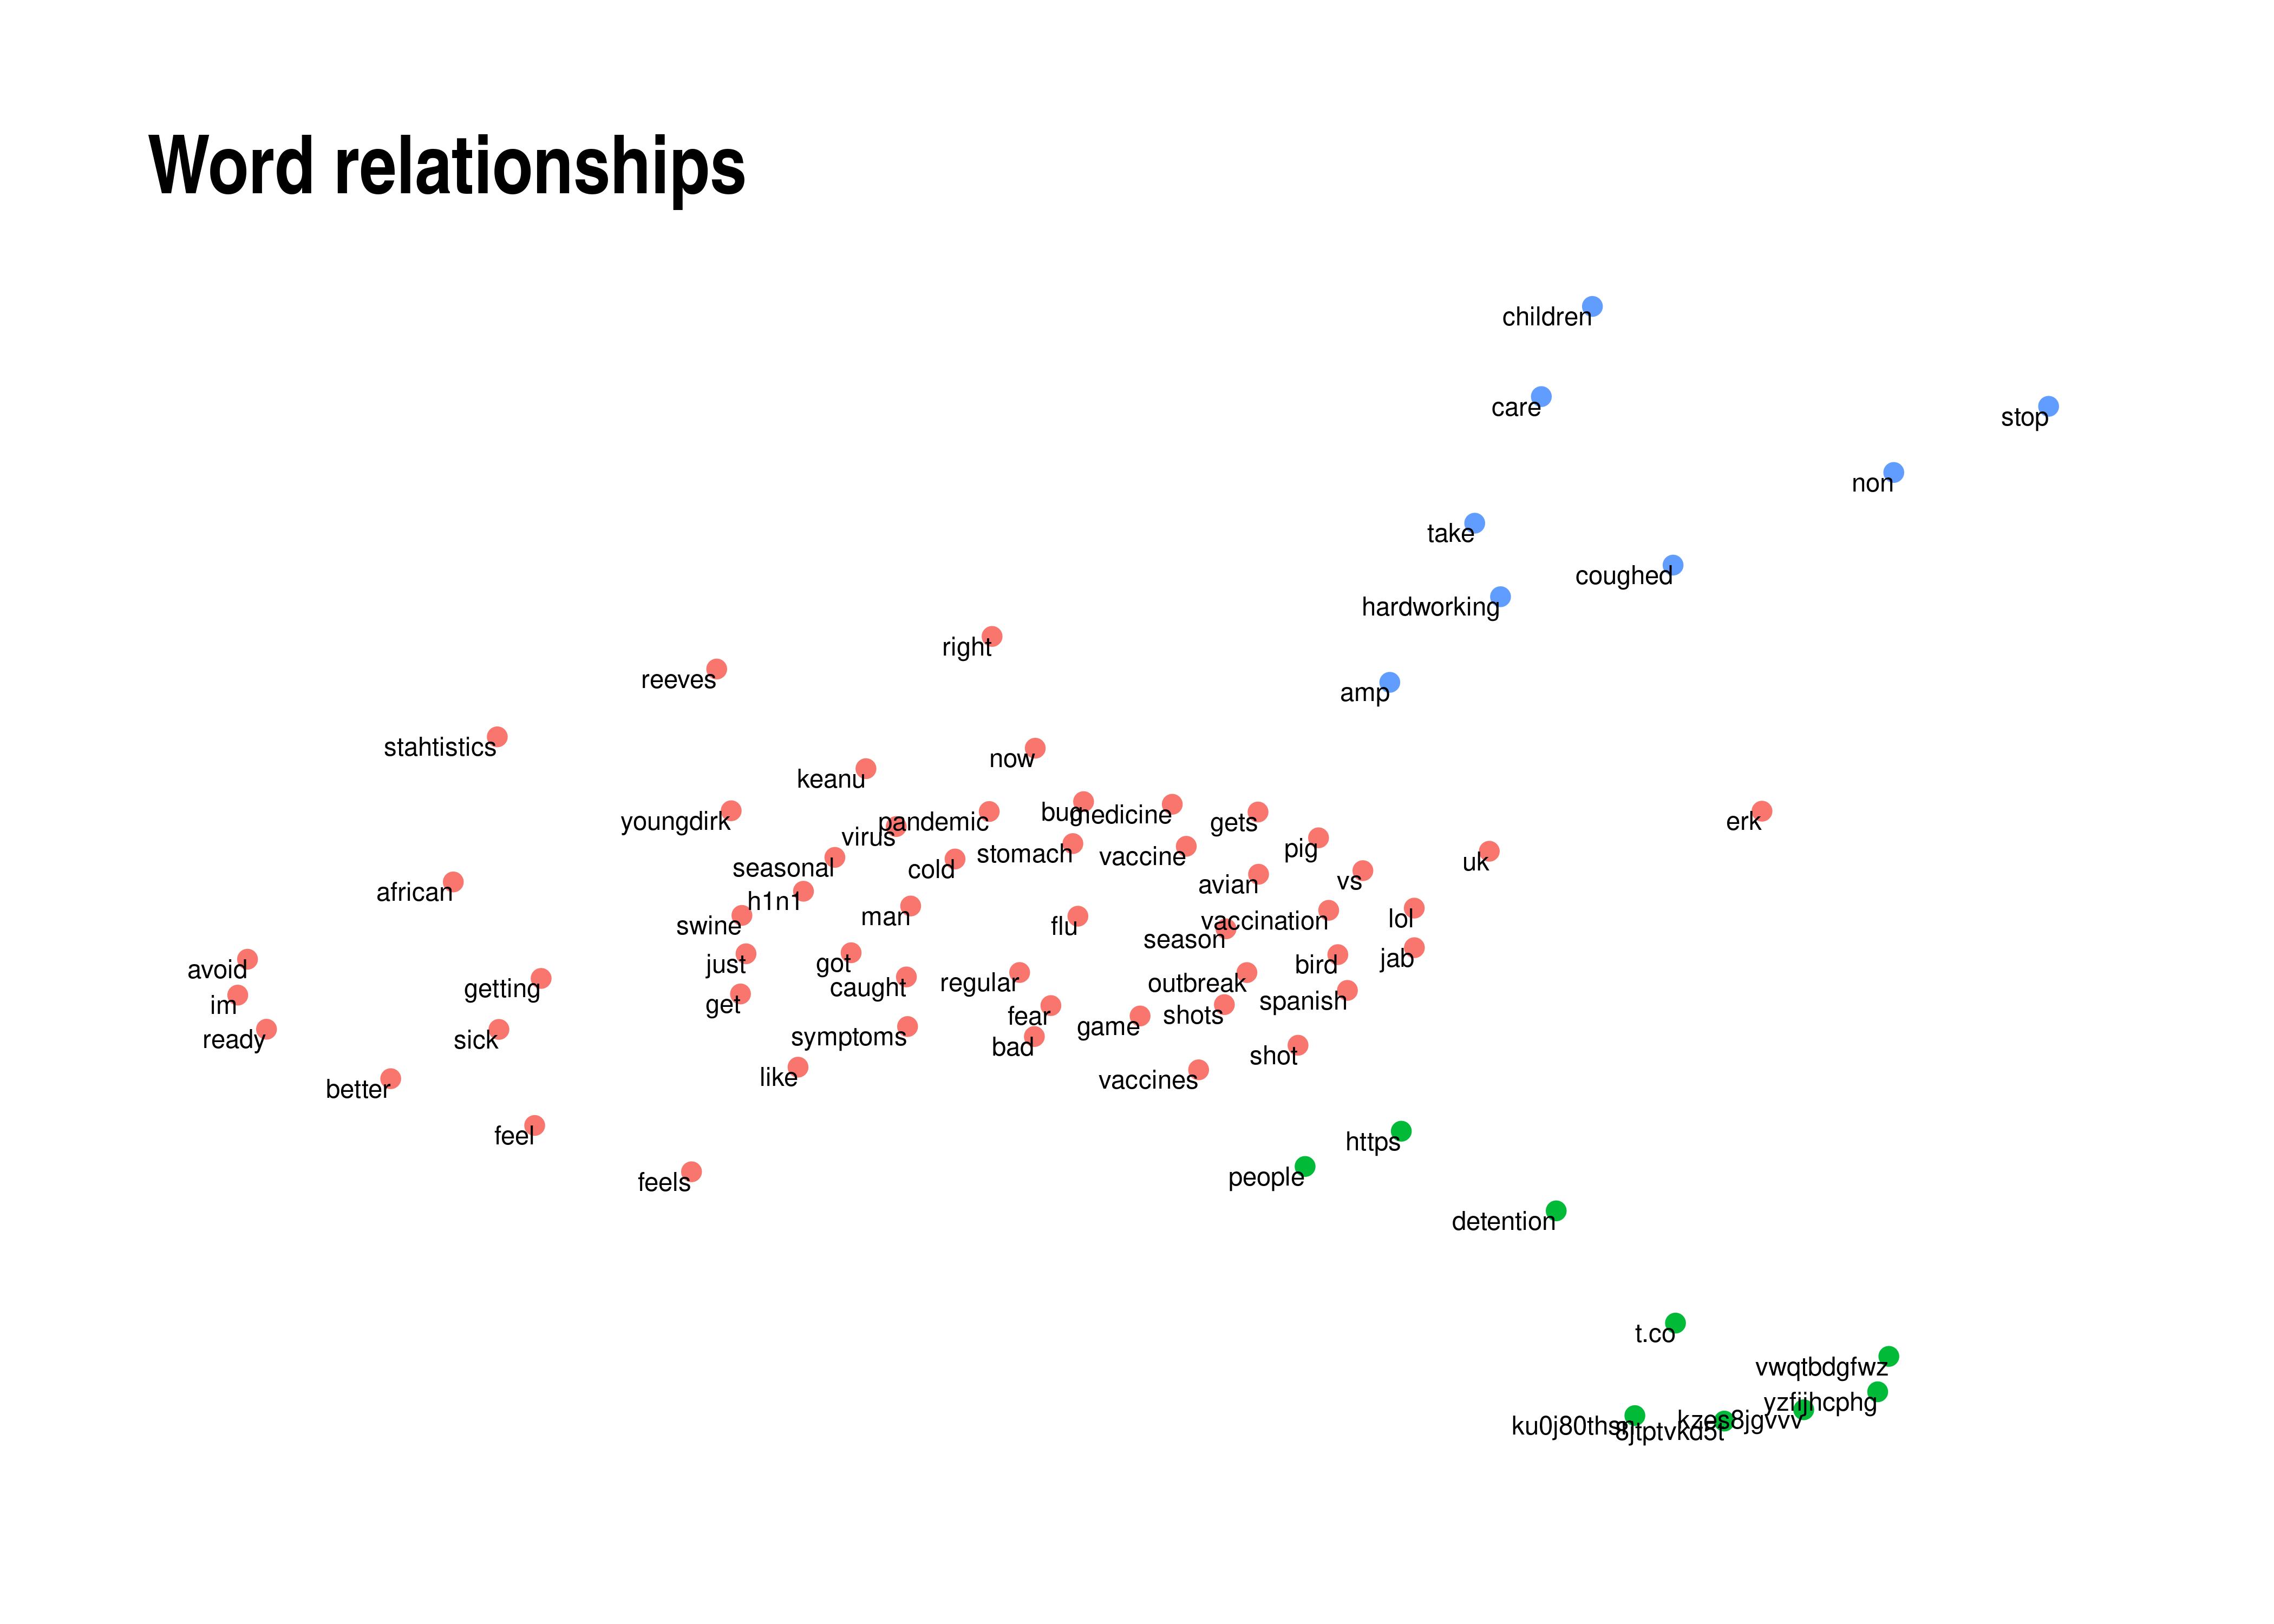 Word relationships
children
care
stop
non
take
coughed
hardworking
right
reeves
amp
stahtistics
now
keanu
bug
medicine
youngdirk
pandemic
gets
erk
virus
pig
stomach
vaccine
uk
seasonal
cold
avian
vs
african
h1n1
man
swine
flu
vaccination
lol
season
just
got
bird
jab
avoid
getting
caught
regular
outbreak
im
get
spanish
fear
shots
game
ready
sick
symptoms
bad
shot
like
vaccines
better
feel
https
people
feels
detention
t.co
vwqtbdgfwz
yzfijhcphg
kzes8jgvvv
ku0j80thsn
8jtptvkd5t